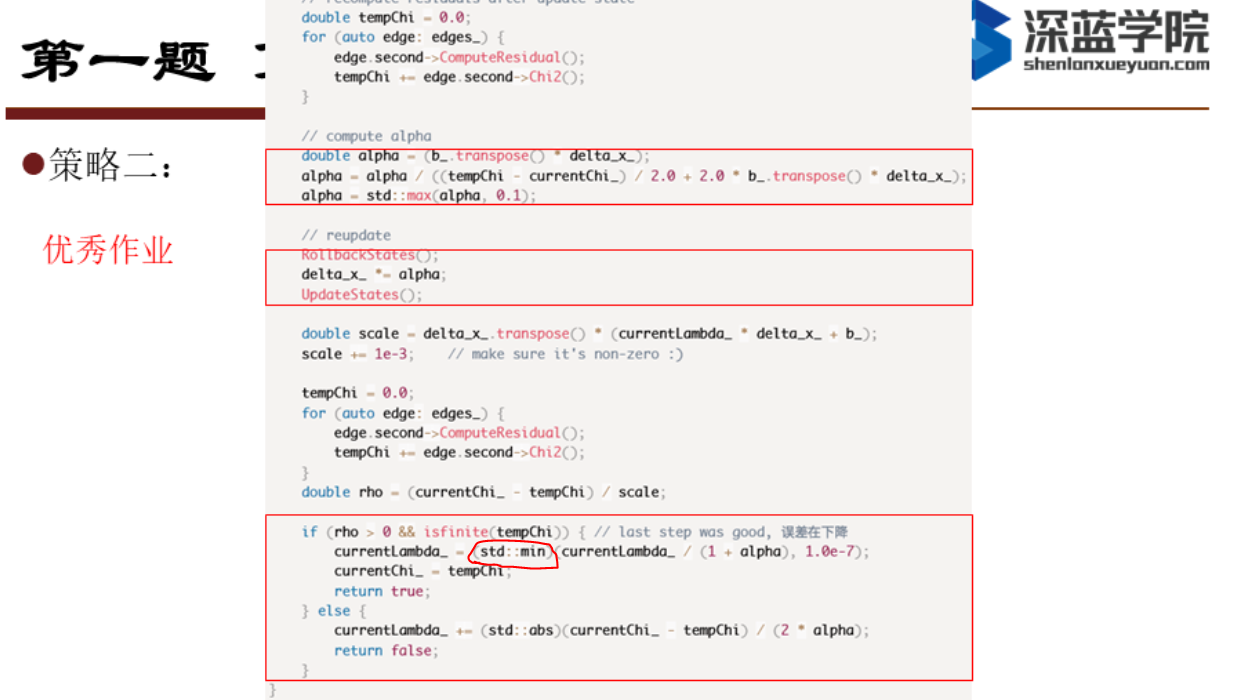 // recompute residuals after update state
第一题
深蓝学院
shenlanxueyuan.com
double tempChi = 0.0;
for (auto edge: edges_) {
edge.second->ComputeResidual();
tempChi += edge.second->Chi2();
}
●策略二：
优秀作业
// compute alpha
double alpha = (b_.transpose() * delta_x_);
alpha = alpha / ((tempChi - currentChi_) / 2.0 + 2.0 * b_.transpose() * delta_x_);
alpha = std::max(alpha, 0.1);
// reupdate
RollbackStates();
delta_x_ *= alpha;
UpdateStates();
double scale = delta_x_.transpose() * (currentLambda_ * delta_x_ + b_);
scale += 1e-3;    // make sure it's non-zero :)
tempChi = 0.0;
for (auto edge: edges_) {
edge.second->ComputeResidual();
tempChi += edge.second->Chi2();
}
double rho = (currentChi_ - tempChi) / scale;
if (rho > 0 && isfinite(tempChi)) { // last step was good, 误差在下降
currentLambda_ = (std::min)(currentLambda_ / (1 + alpha), 1.0e-7);
currentChi_ = tempChi;
return true;
} else {
currentLambda_ += (std::abs)(currentChi_ - tempChi) / (2 * alpha);
return false;
}
}